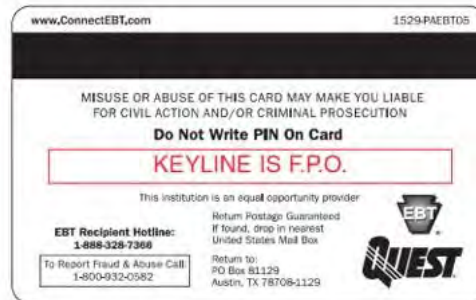 www.ConnectEBT.com 1529-PAEBT05
MISUSE OR ABUSE OF THIS CARD MAY MAKE YOU LIABLE
FOR CIVIL ACTION AND/OR CRIMINAL PROSECUTION
Do Not Write PIN On Card
KEYLINE IS F.P.O.
This institution is an equal opportunity provider
EBT Recipient Hotline:
1-888-328-7366
To Report Fraud & Abuse Call:
1-800-932-0582
Return Postage Guaranteed
If found, drop in nearest
United States Mail Box
Return to:
PO Box 81129
Austin, TX 78708-1129
EBT
QUEST